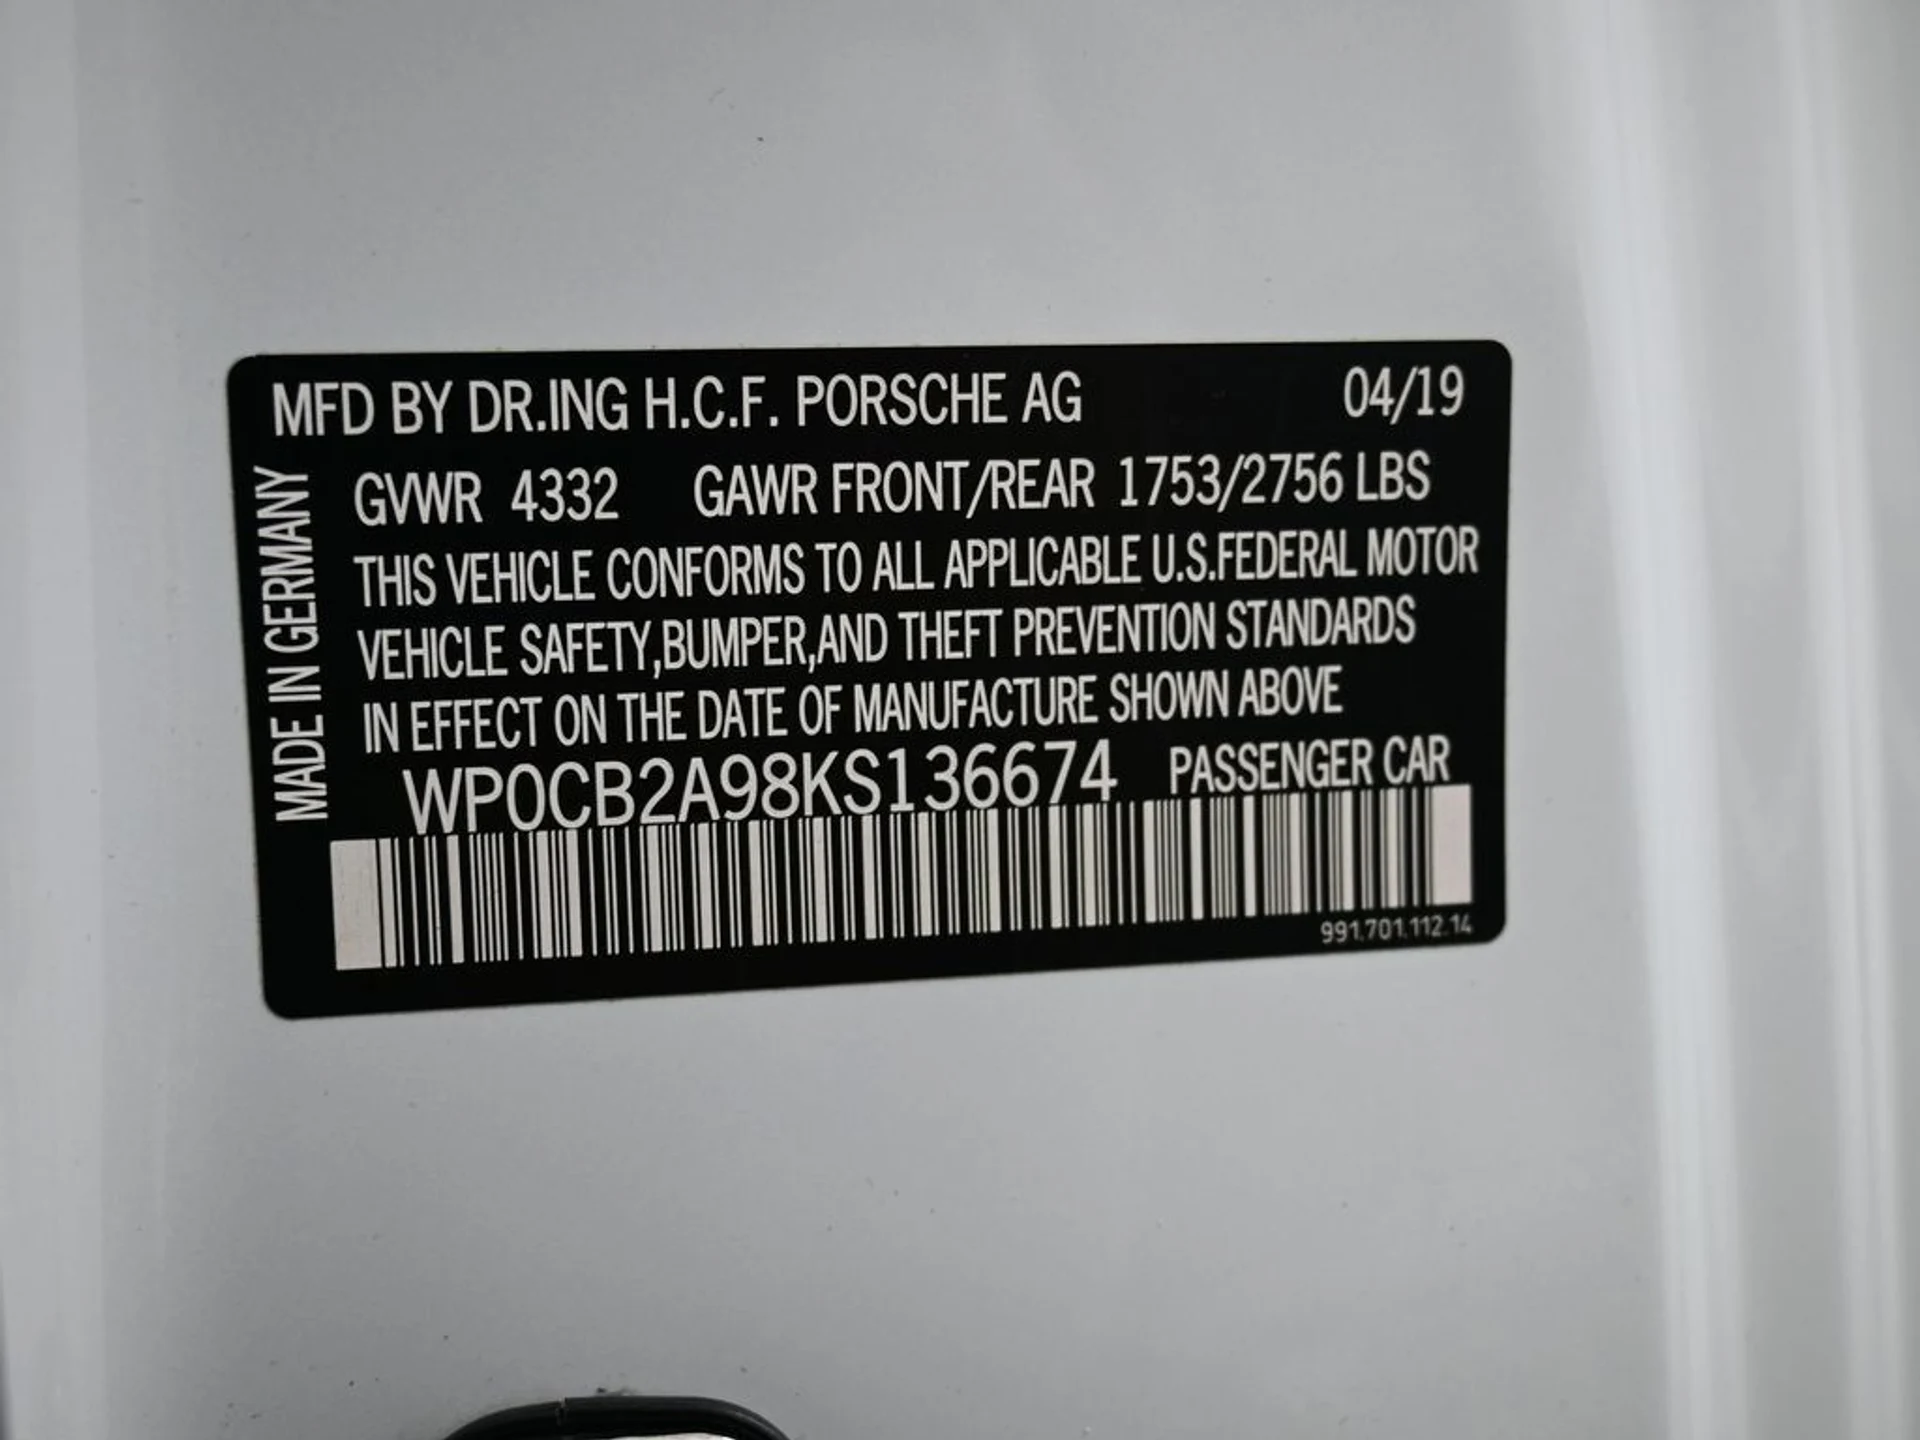 MFD BY DR.ING H.C.F. PORSCHE AG 04/19
GVWR 4332 GAWR FRONT/REAR 1753/2756 LBS
THIS VEHICLE CONFORMS TO ALL APPLICABLE U.S.FEDERAL MOTOR
VEHICLE SAFETY,BUMPER,AND THEFT PREVENTION STANDARDS
IN EFFECT ON THE DATE OF MANUFACTURE SHOWN ABOVE
WP0CB2A98KS136674 PASSENGER CAR
991.701.112.14
MADE IN GERMANY